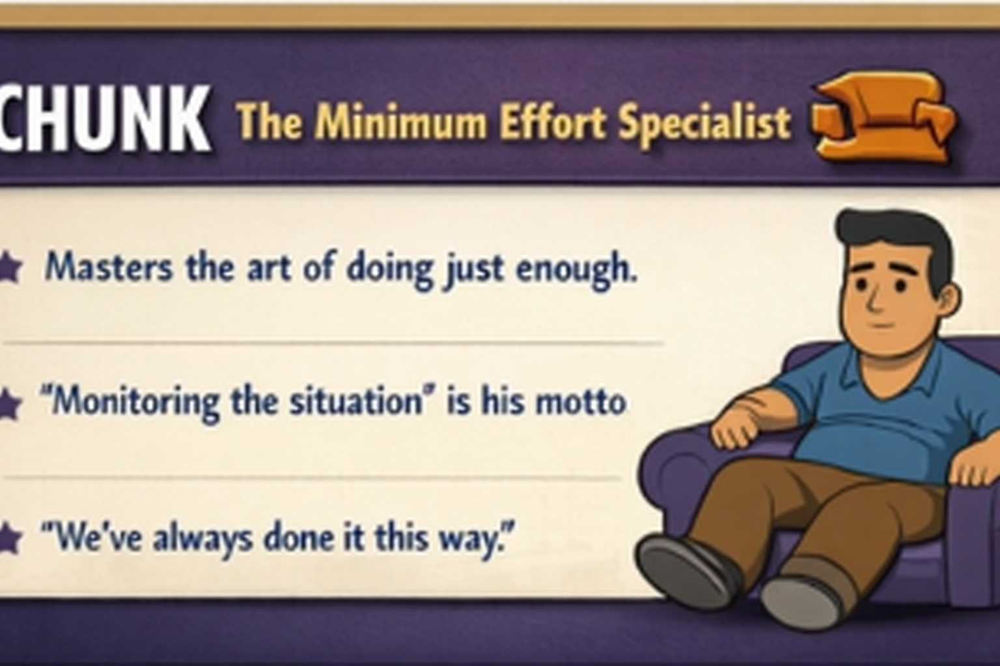 CHUNK The Minimum Effort Specialist
Masters the art of doing just enough.
"Monitoring the situation" is his motto
"We've always done it this way."